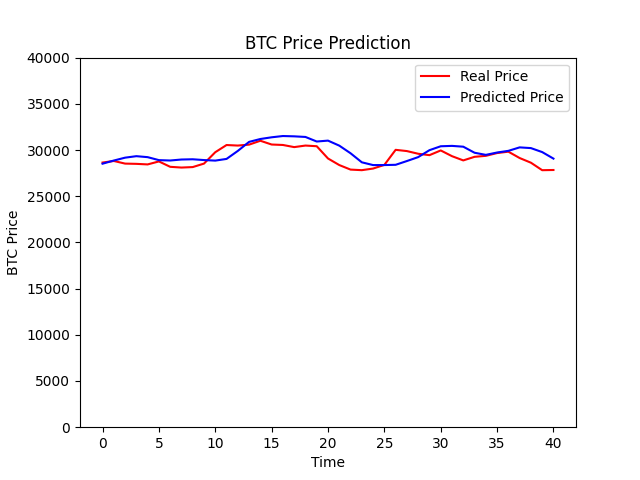 BTC Price Prediction
Real Price
Predicted Price
BTC Price
40000
35000
30000
25000
20000
15000
10000
5000
0
0 5 10 15 20 25 30 35 40
Time